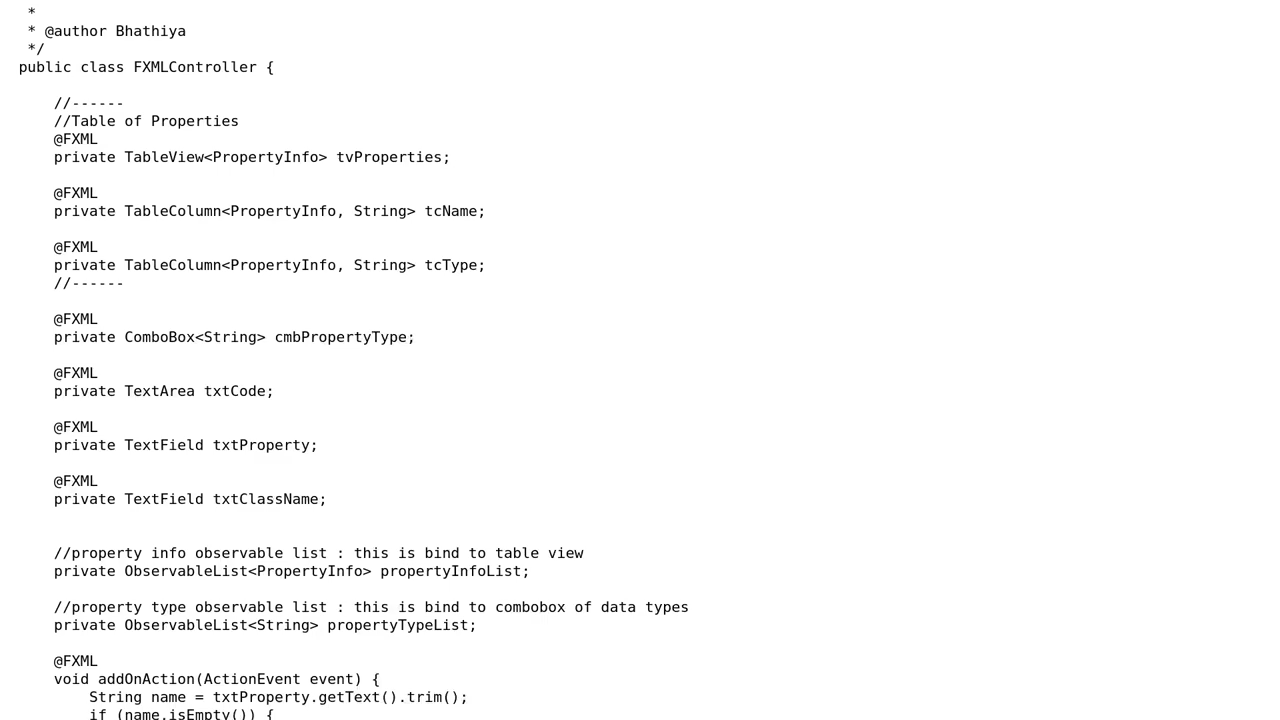 *
* @author Bhathiya
*/
public class FXMLController {
//------
//Table of Properties
@FXML
private TableView<PropertyInfo> tvProperties;
@FXML
private TableColumn<PropertyInfo, String> tcName;
@FXML
private TableColumn<PropertyInfo, String> tcType;
//------
@FXML
private ComboBox<String> cmbPropertyType;
@FXML
private TextArea txtCode;
@FXML
private TextField txtProperty;
@FXML
private TextField txtClassName;
//property info observable list : this is bind to table view
private ObservableList<PropertyInfo> propertyInfoList;
//property type observable list : this is bind to combobox of data types
private ObservableList<String> propertyTypeList;
@FXML
void addOnAction(ActionEvent event) {
String name = txtProperty.getText().trim();
if (name.isEmpty()) {